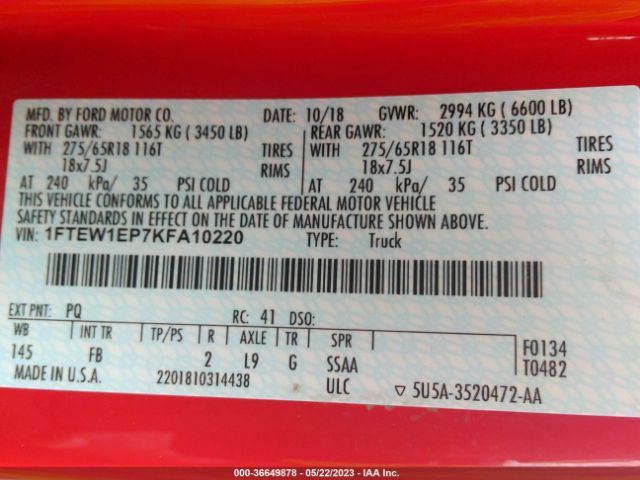 MFD. BY FORD MOTOR CO. DATE: 10/18 GVWR: 2994 KG ( 6600 LB)
FRONT GAWR: 1565 KG ( 3450 LB) REAR GAWR: 1520 KG ( 3350 LB)
WITH 275/65R18 116T TIRES WITH 275/65R18 116T TIRES
18x7.5J RIMS 18x7.5J RIMS
AT 240 kPa/ 35 PSI COLD AT 240 kPa/ 35 PSI COLD
THIS VEHICLE CONFORMS TO ALL APPLICABLE FEDERAL MOTOR VEHICLE
SAFETY STANDARDS IN EFFECT ON THE DATE OF MANUFACTURE SHOWN ABOVE.
VIN: 1FTEW1EP7KFA10220 TYPE: Truck
EXT PNT: PQ RC: 41 DSO:
WB INT TR TP/PS R AXLE TR SPR F0134
145 FB 2 L9 G SSAA T0482
MADE IN U.S.A. 2201810314438 ULC ▽ 5U5A-3520472-AA
000-36649878 - 05/22/2023 - IAA Inc.